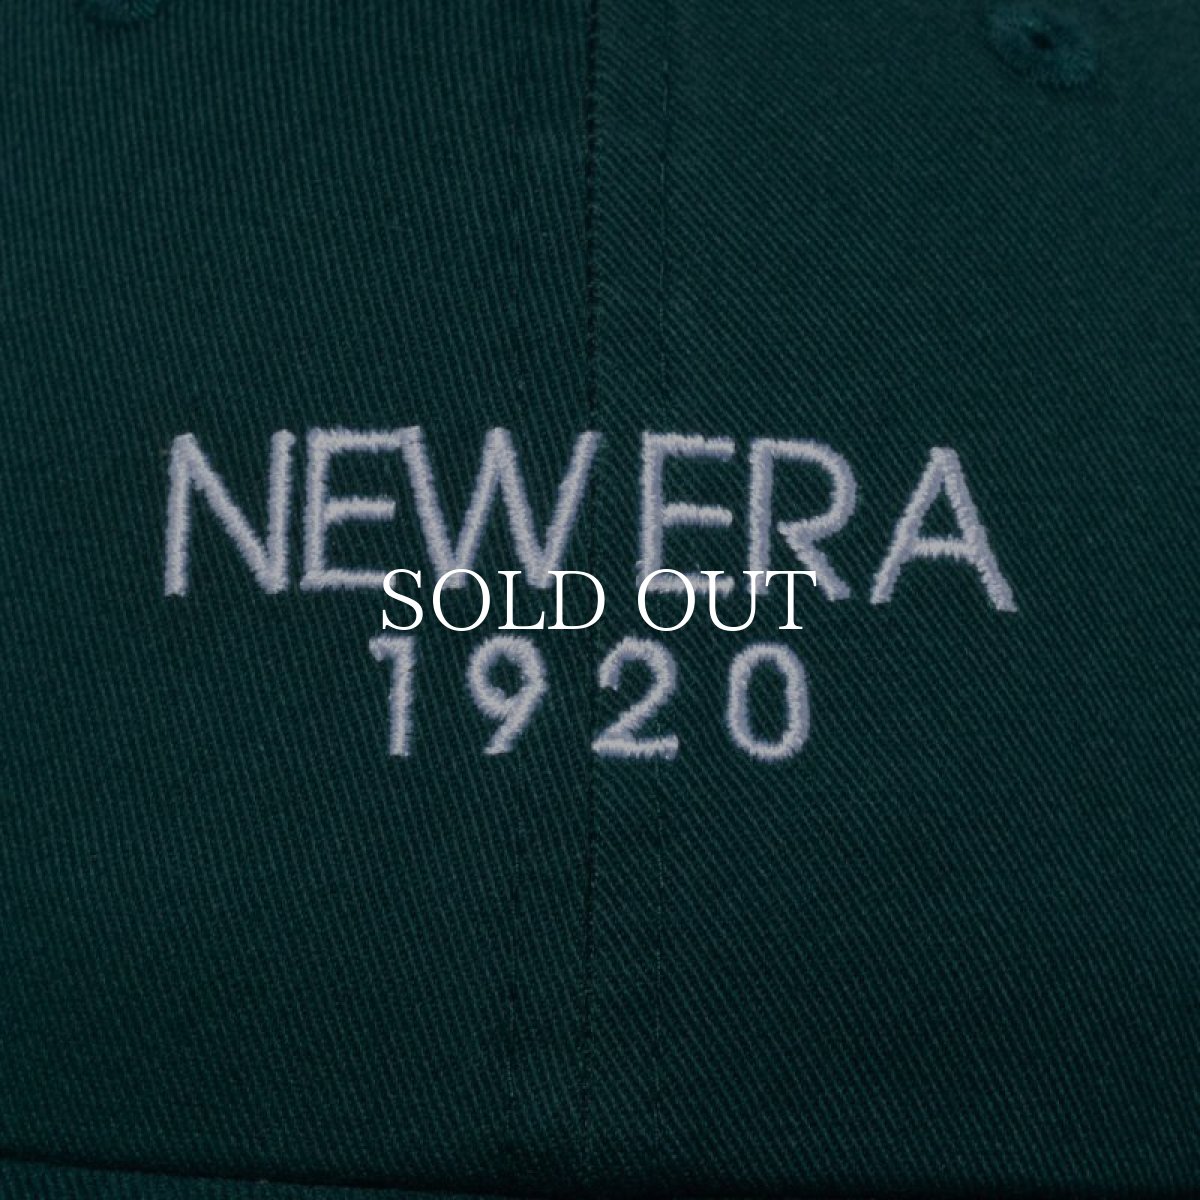 NEW ERA
SOLD OUT
1920